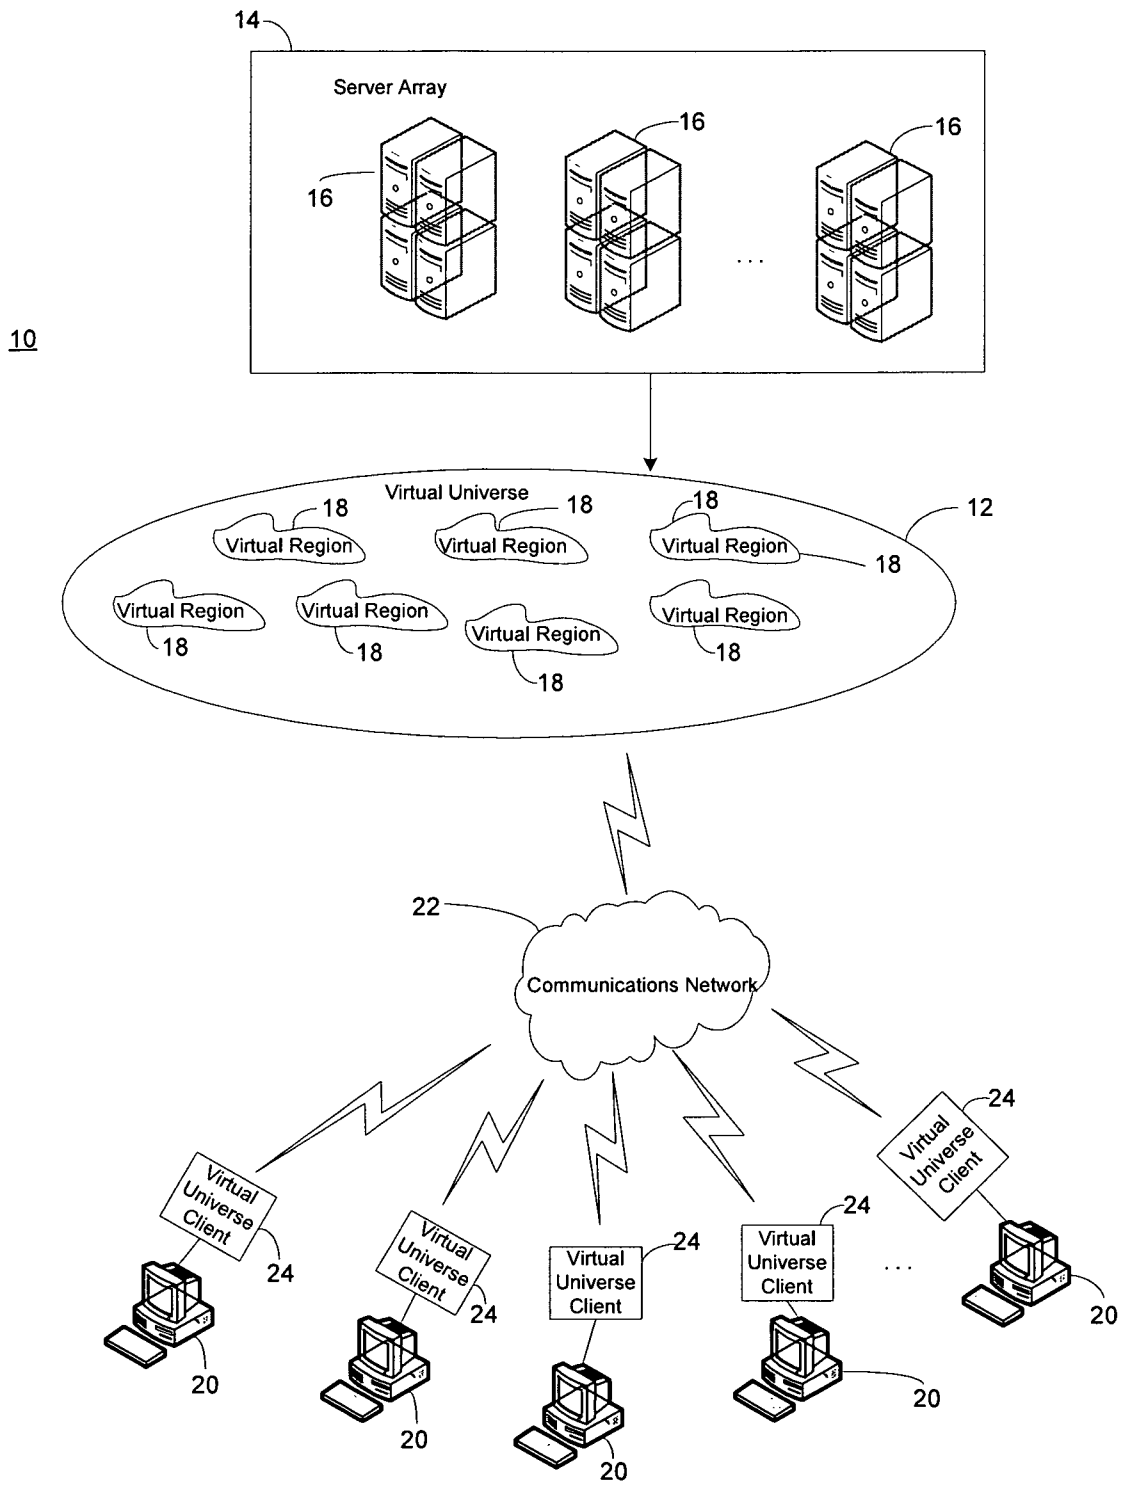 14
Server Array
16
16
16
. . .
10
Virtual Universe
12
18
18
18
Virtual Region
Virtual Region
Virtual Region
18
Virtual Region
Virtual Region
Virtual Region
Virtual Region
18
18
18
18
22
Communications Network
24
Virtual
Universe
Client
24
20
Virtual
Universe
Client
24
20
Virtual
Universe
Client
24
20
Virtual
Universe
Client
24
20
. . .
Virtual
Universe
Client
20